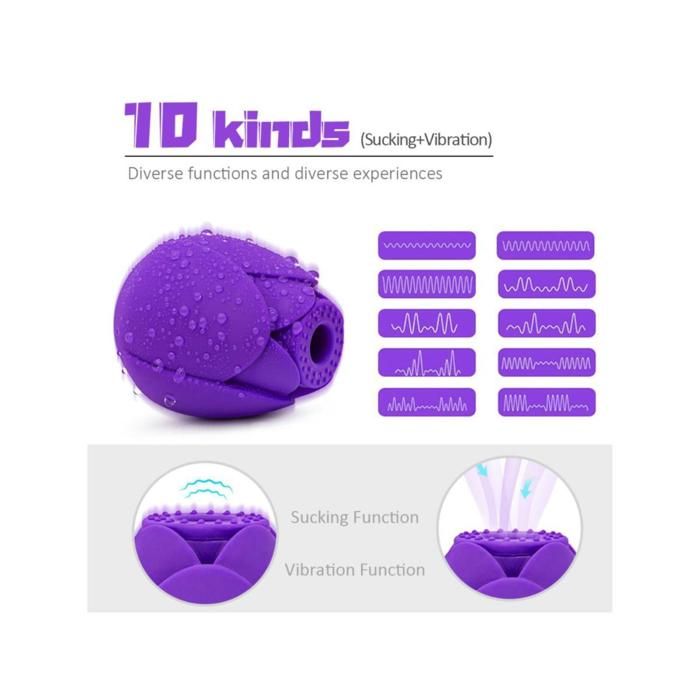 10 kinds (Sucking+Vibration)
Diverse functions and diverse experiences
Sucking Function
Vibration Function